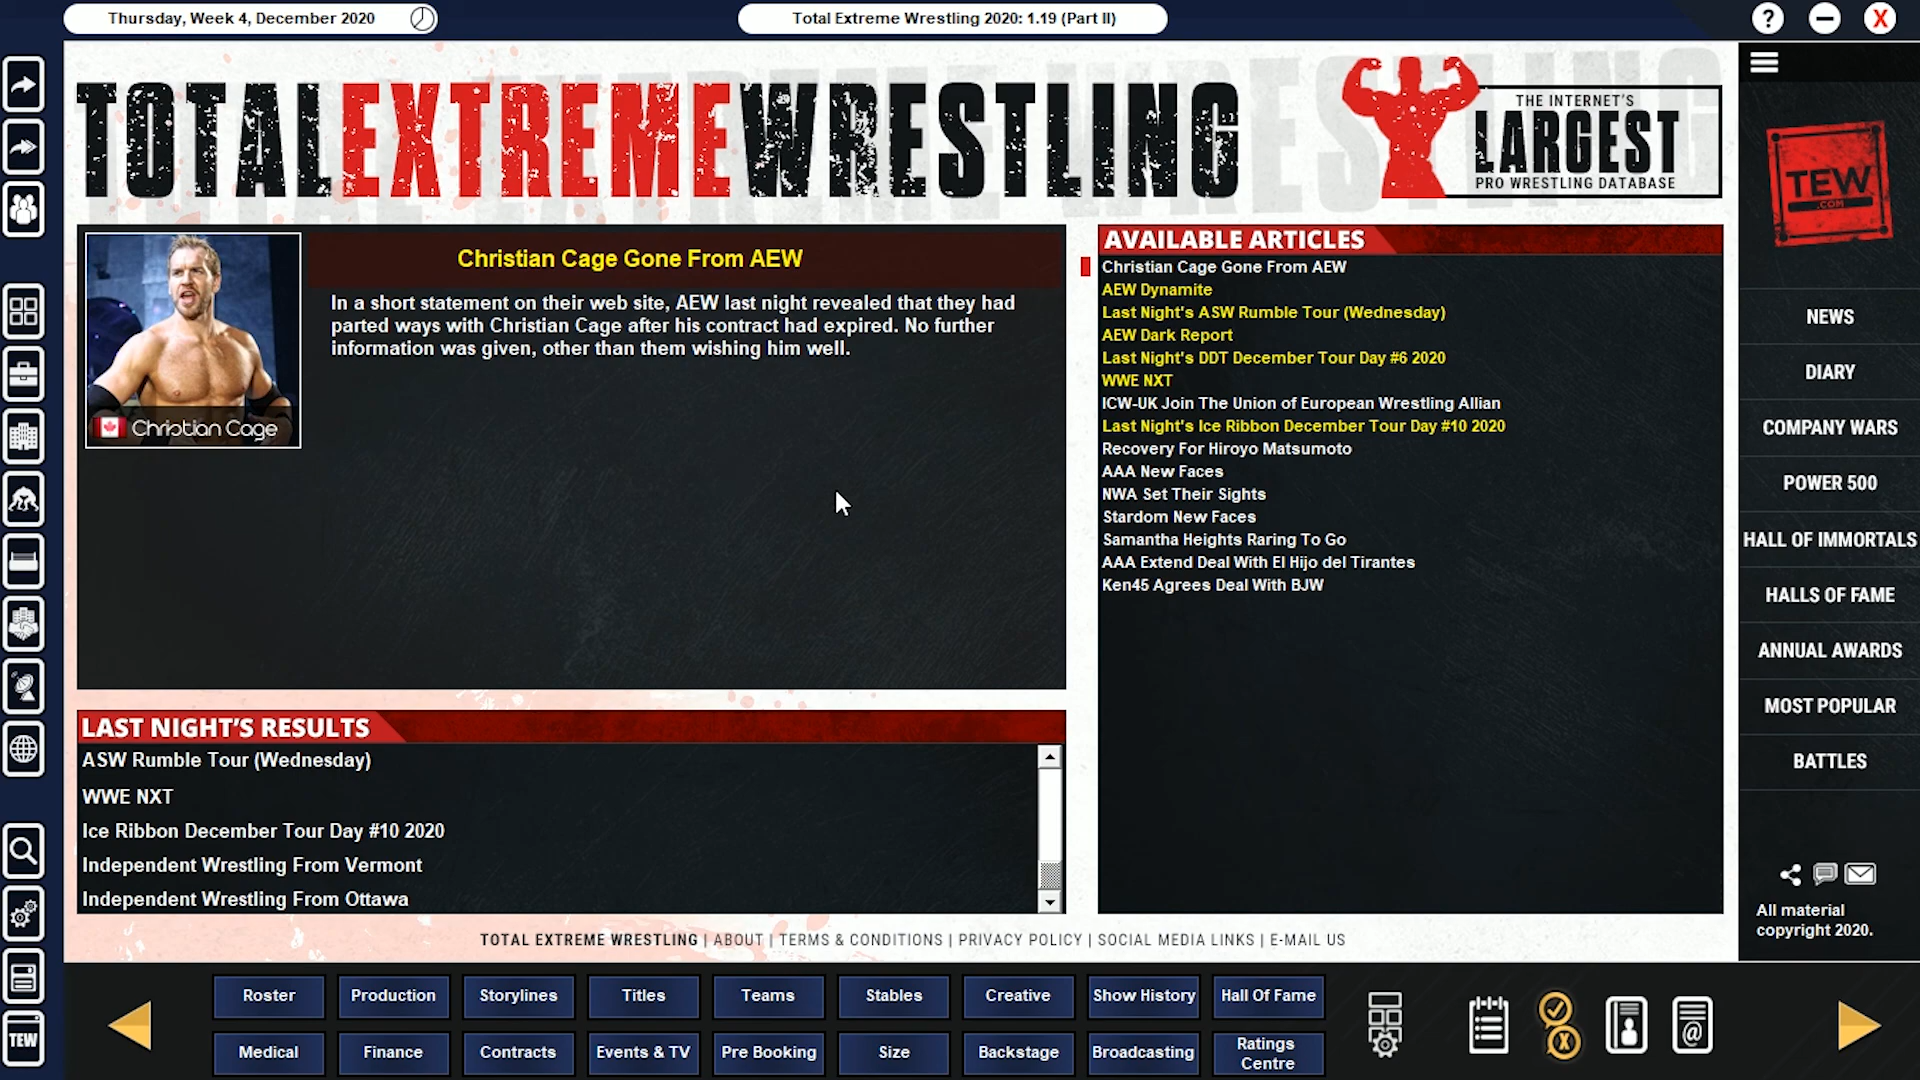 Thursday, Week 4, December 2020
Total Extreme Wrestling 2020: 1.19 (Part II)
?
X
TOTALEXTREMEWRESTLING
THE INTERNET'S
LARGEST
PRO WRESTLING DATABASE
TEW
.COM
Christian Cage Gone From AEW
In a short statement on their web site, AEW last night revealed that they had
parted ways with Christian Cage after his contract had expired. No further
information was given, other than them wishing him well.
Christian Cage
AVAILABLE ARTICLES
Christian Cage Gone From AEW
AEW Dynamite
Last Night's ASW Rumble Tour (Wednesday)
AEW Dark Report
Last Night's DDT December Tour Day #6 2020
WWE NXT
ICW-UK Join The Union of European Wrestling Allian
Last Night's Ice Ribbon December Tour Day #10 2020
Recovery For Hiroyo Matsumoto
AAA New Faces
NWA Set Their Sights
Stardom New Faces
Samantha Heights Raring To Go
AAA Extend Deal With El Hijo del Tirantes
Ken45 Agrees Deal With BJW
LAST NIGHT'S RESULTS
ASW Rumble Tour (Wednesday)
WWE NXT
Ice Ribbon December Tour Day #10 2020
Independent Wrestling From Vermont
Independent Wrestling From Ottawa
NEWS
DIARY
COMPANY WARS
POWER 500
HALL OF IMMORTALS
HALLS OF FAME
ANNUAL AWARDS
MOST POPULAR
BATTLES
All material
copyright 2020.
TOTAL EXTREME WRESTLING | ABOUT | TERMS & CONDITIONS | PRIVACY POLICY | SOCIAL MEDIA LINKS | E-MAIL US
TEW
Roster
Production
Storylines
Titles
Teams
Stables
Creative
Show History
Hall Of Fame
Medical
Finance
Contracts
Events & TV
Pre Booking
Size
Backstage
Broadcasting
Ratings
Centre
@